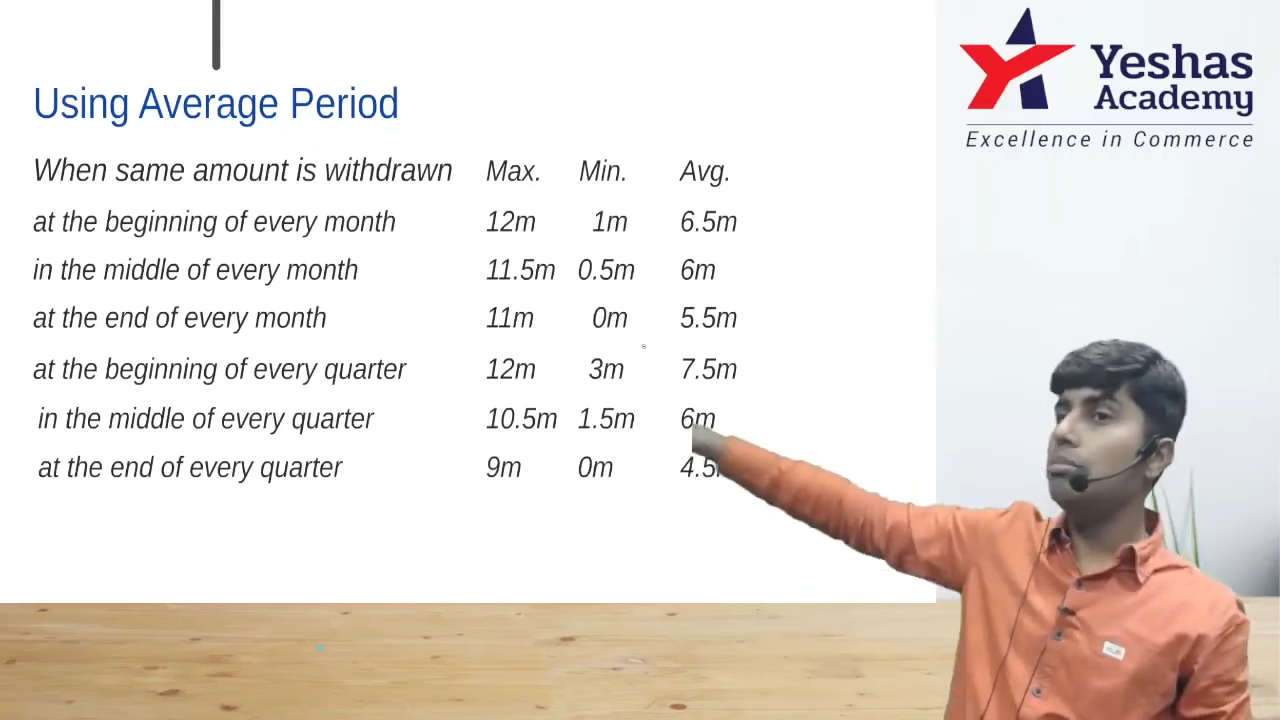 Using Average Period
When same amount is withdrawn Max. Min. Avg.
at the beginning of every month 12m 1m 6.5m
in the middle of every month 11.5m 0.5m 6m
at the end of every month 11m 0m 5.5m
at the beginning of every quarter 12m 3m 7.5m
in the middle of every quarter 10.5m 1.5m 6m
at the end of every quarter 9m 0m
Yeshas
Academy
Excellence in Commerce